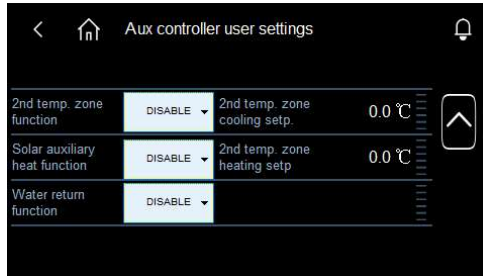 Aux controller user settings
2nd temp. zone
function
DISABLE
2nd temp. zone
cooling setp.
0.0 ℃
Solar auxiliary
heat function
DISABLE
2nd temp. zone
heating setp
0.0 ℃
Water return
function
DISABLE